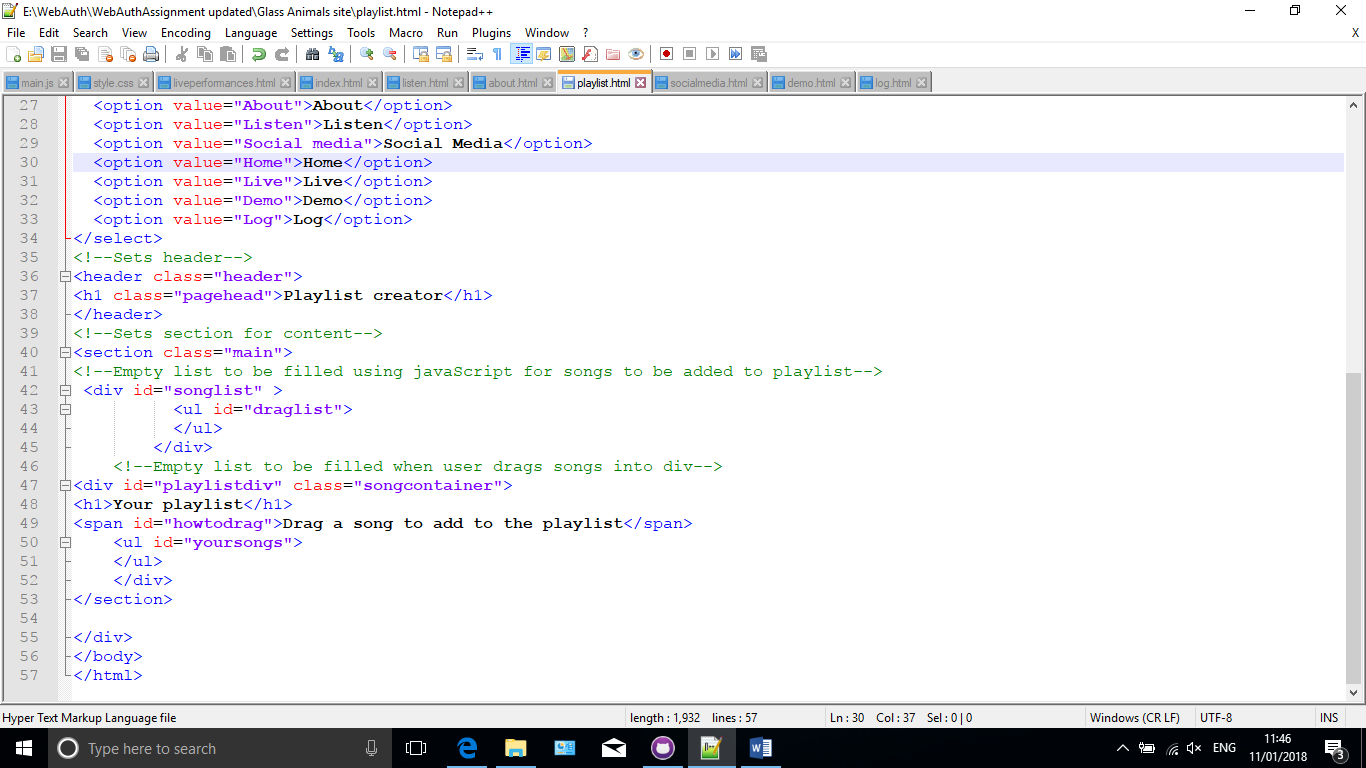 E:\WebAuth\WebAuthAssignment updated\Glass Animals site\playlist.html - Notepad++
File Edit Search View Encoding Language Settings Tools Macro Run Plugins Window ? X
main.js style.css liveperformances.html index.html listen.html about.html playlist.html socialmedia.html demo.html log.html
27 <option value="About">About</option>
28 <option value="Listen">Listen</option>
29 <option value="Social media">Social Media</option>
30 <option value="Home">Home</option>
31 <option value="Live">Live</option>
32 <option value="Demo">Demo</option>
33 <option value="Log">Log</option>
34 </select>
35 <!--Sets header-->
36 <header class="header">
37 <h1 class="pagehead">Playlist creator</h1>
38 </header>
39 <!--Sets section for content-->
40 <section class="main">
41 <!--Empty list to be filled using javaScript for songs to be added to playlist-->
42 <div id="songlist" >
43 <ul id="draglist">
44 </ul>
45 </div>
46 <!--Empty list to be filled when user drags songs into div-->
47 <div id="playlistdiv" class="songcontainer">
48 <h1>Your playlist</h1>
49 <span id="howtodrag">Drag a song to add to the playlist</span>
50 <ul id="yoursongs">
51 </ul>
52 </div>
53 </section>
54
55 </div>
56 </body>
57 </html>
Hyper Text Markup Language file length : 1,932 lines : 57 Ln : 30 Col : 37 Sel : 0 | 0 Windows (CR LF) UTF-8 INS
Type here to search ENG 11:46
11/01/2018 3